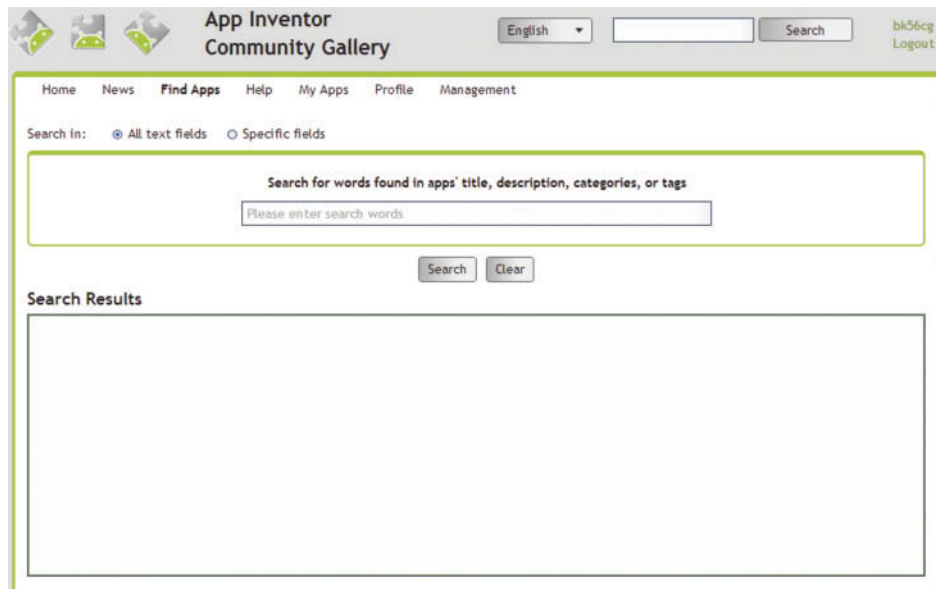 App Inventor
Community Gallery
English
Search
bk56cg
Logout
Home News Find Apps Help My Apps Profile Management
Search in: All text fields Specific fields
Search for words found in apps' title, description, categories, or tags
Please enter search words
Search Clear
Search Results